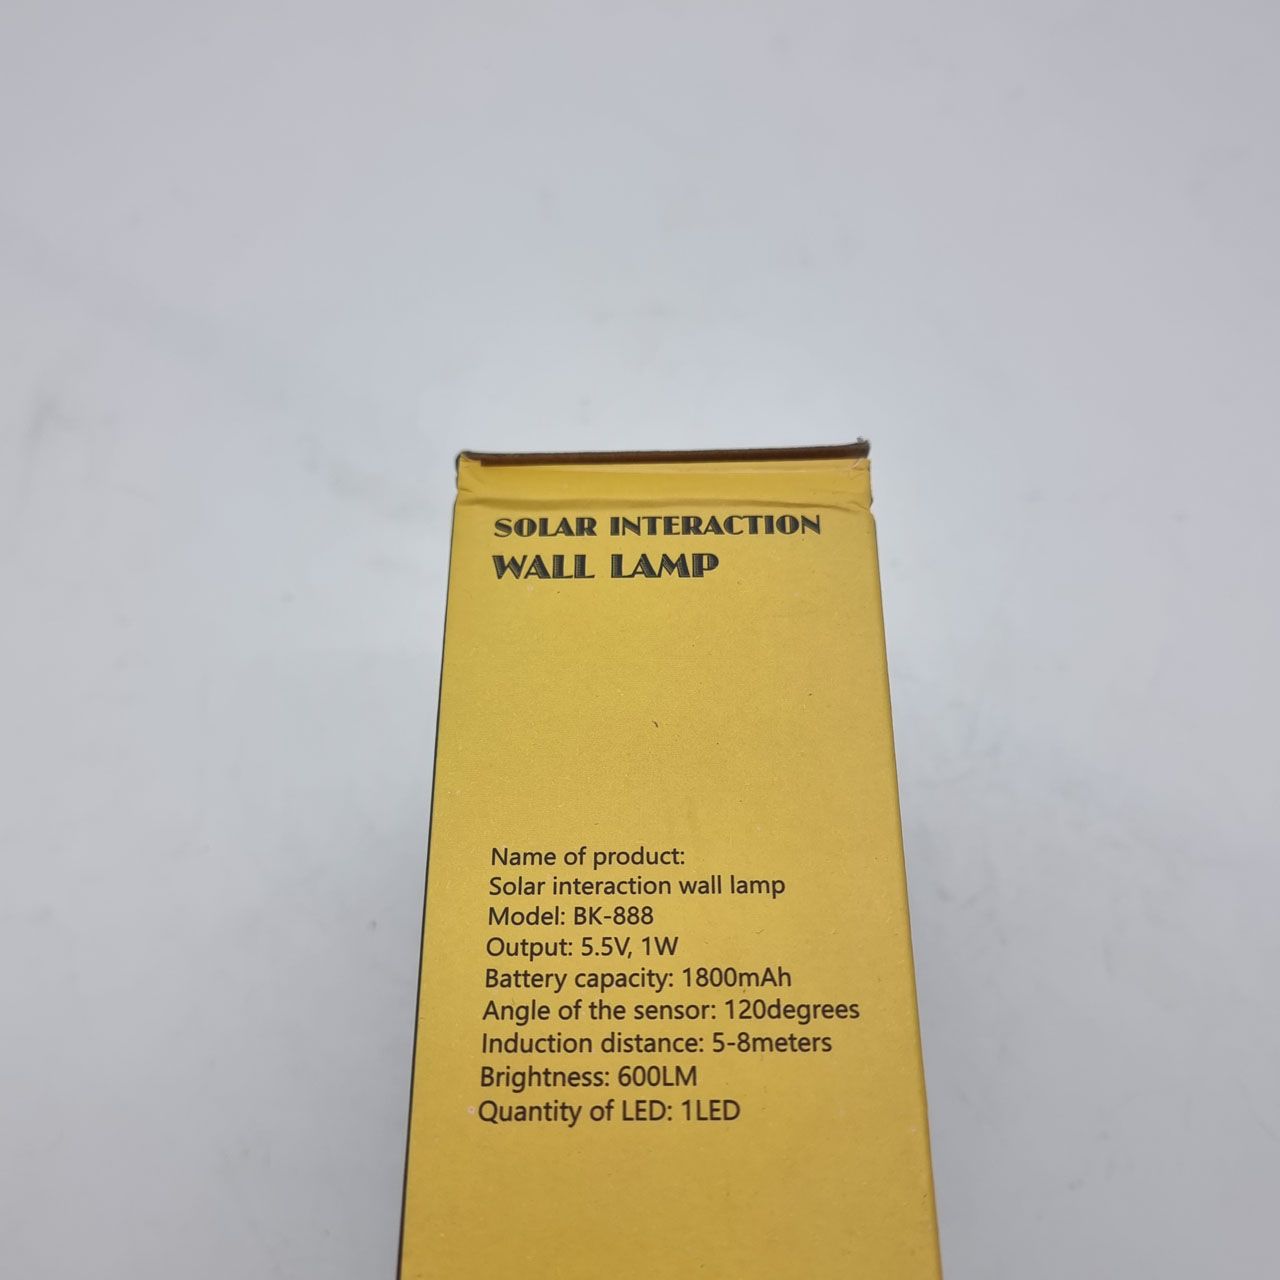 SOLAR INTERACTION
WALL LAMP
Name of product:
Solar interaction wall lamp
Model: BK-888
Output: 5.5V, 1W
Battery capacity: 1800mAh
Angle of the sensor: 120degrees
Induction distance: 5-8meters
Brightness: 600LM
Quantity of LED: 1LED